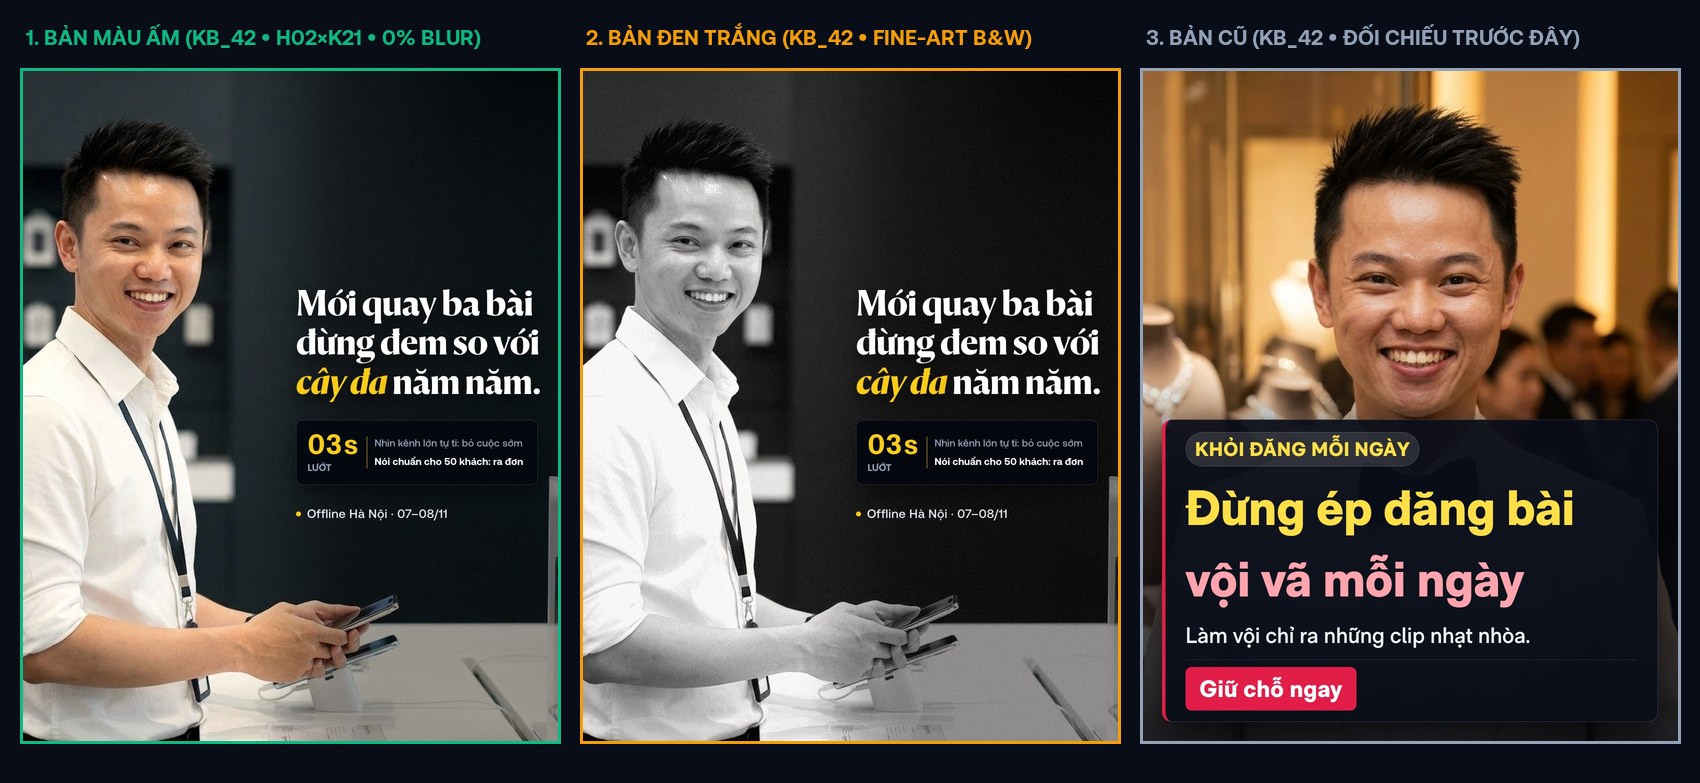 1. BẢN MÀU ẤM (KB_42 • H02×K21 • 0% BLUR)
Mới quay ba bài
đừng đem so với
cây đa năm năm.
03s
LƯỚT
Nhìn kênh lớn tự ti: bỏ cuộc sớm
Nói chuẩn cho 50 khách: ra đơn
Offline Hà Nội · 07–08/11
2. BẢN ĐEN TRẮNG (KB_42 • FINE-ART B&W)
Mới quay ba bài
đừng đem so với
cây đa năm năm.
03s
LƯỚT
Nhìn kênh lớn tự ti: bỏ cuộc sớm
Nói chuẩn cho 50 khách: ra đơn
Offline Hà Nội · 07–08/11
3. BẢN CŨ (KB_42 • ĐỐI CHIẾU TRƯỚC ĐÂY)
KHỎI ĐĂNG MỖI NGÀY
Đừng ép đăng bài
vội vã mỗi ngày
Làm vội chỉ ra những clip nhạt nhòa.
Giữ chỗ ngay